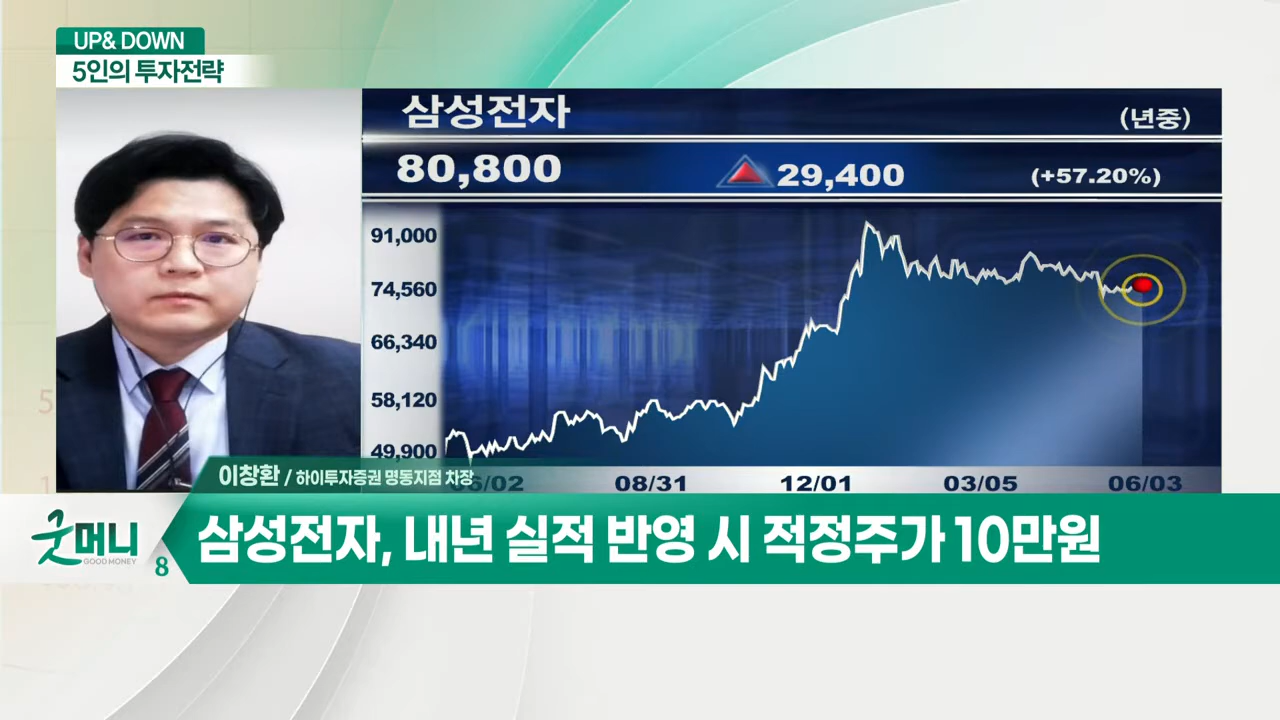 UP& DOWN
5인의 투자전략
삼성전자
(년중)
80,800
29,400
(+57.20%)
91,000
74,560
66,340
58,120
49,900
06/02 08/31 12/01 03/05 06/03
이창환 / 하이투자증권 명동지점 차장
굿머니
GOOD MONEY
8
삼성전자, 내년 실적 반영 시 적정주가 10만원